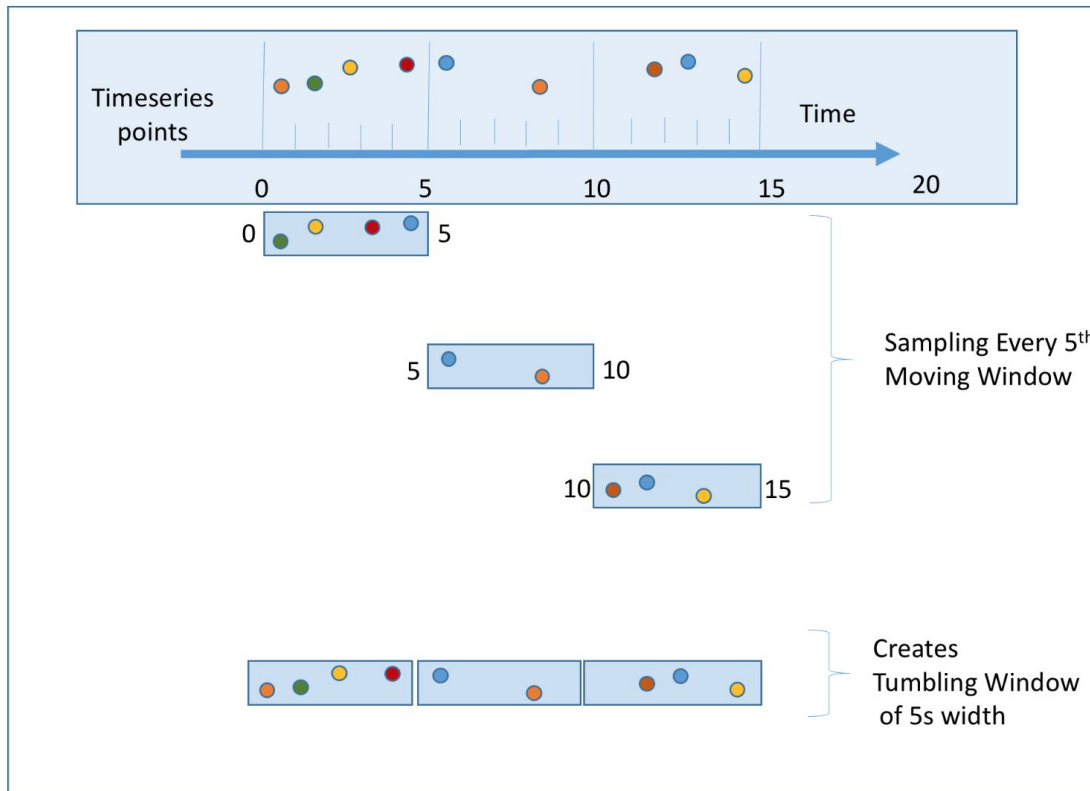 Timeseries
points
Time
0
5
10
15
20
0
5
5
10
10
15
Sampling Every 5th
Moving Window
Creates
Tumbling Window
of 5s width